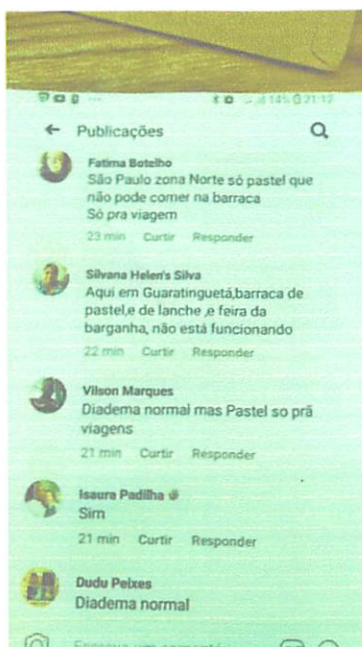 14% 21:12
← Publicações
Fatima Botelho
São Paulo zona Norte só pastel que
não pode comer na barraca
Só pra viagem
23 min Curtir Responder
Silvana Helen's Silva
Aqui em Guaratinguetá,barraca de
pastel,e de lanche ,e feira da
barganha, não está funcionando
22 min Curtir Responder
Vilson Marques
Diadema normal mas Pastel so prã
viagens
21 min Curtir Responder
Isaura Padilha
Sim
21 min Curtir Responder
Dudu Peixes
Diadema normal